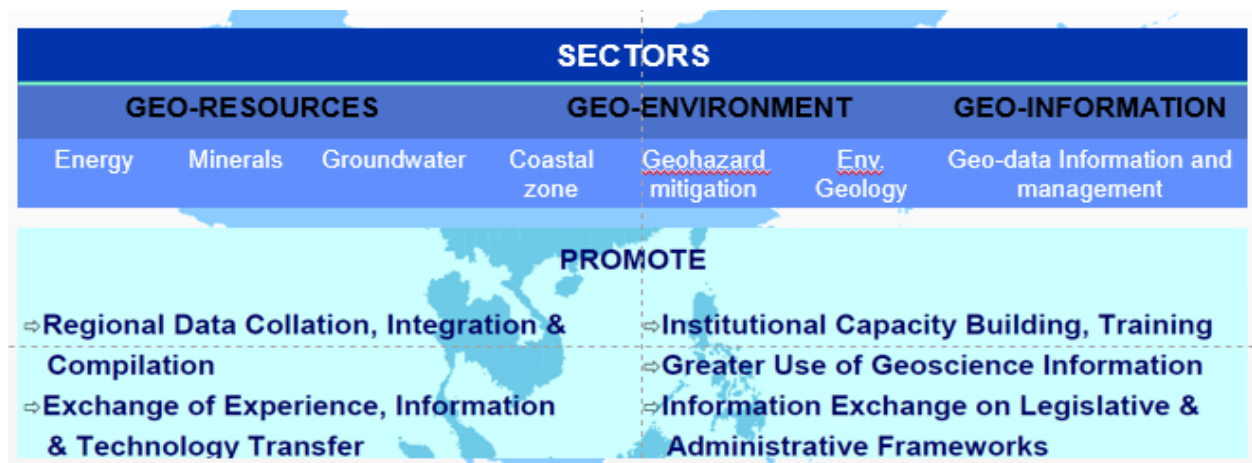 SECTORS
GEO-RESOURCES GEO-ENVIRONMENT GEO-INFORMATION
Energy Minerals Groundwater Coastal zone Geohazard mitigation Env. Geology Geo-data Information and management
PROMOTE
⇨Regional Data Collation, Integration &
Compilation
⇨Exchange of Experience, Information
& Technology Transfer
⇨Institutional Capacity Building, Training
⇨Greater Use of Geoscience Information
⇨Information Exchange on Legislative &
Administrative Frameworks